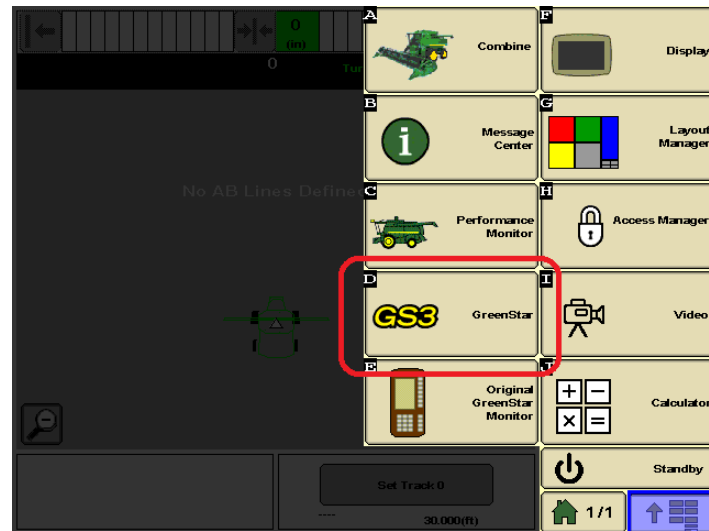 0
(in)
0
Tur
No AB Lines Define
Set Track 0
----
30.000(ft)
A
Combine
B
Message
Center
C
Performance
Monitor
D
GS3
GreenStar
E
Original
GreenStar
Monitor
F
Display
G
Layout
Manager
H
Access Manager
I
Video
J
Calculator
Standby
1/1